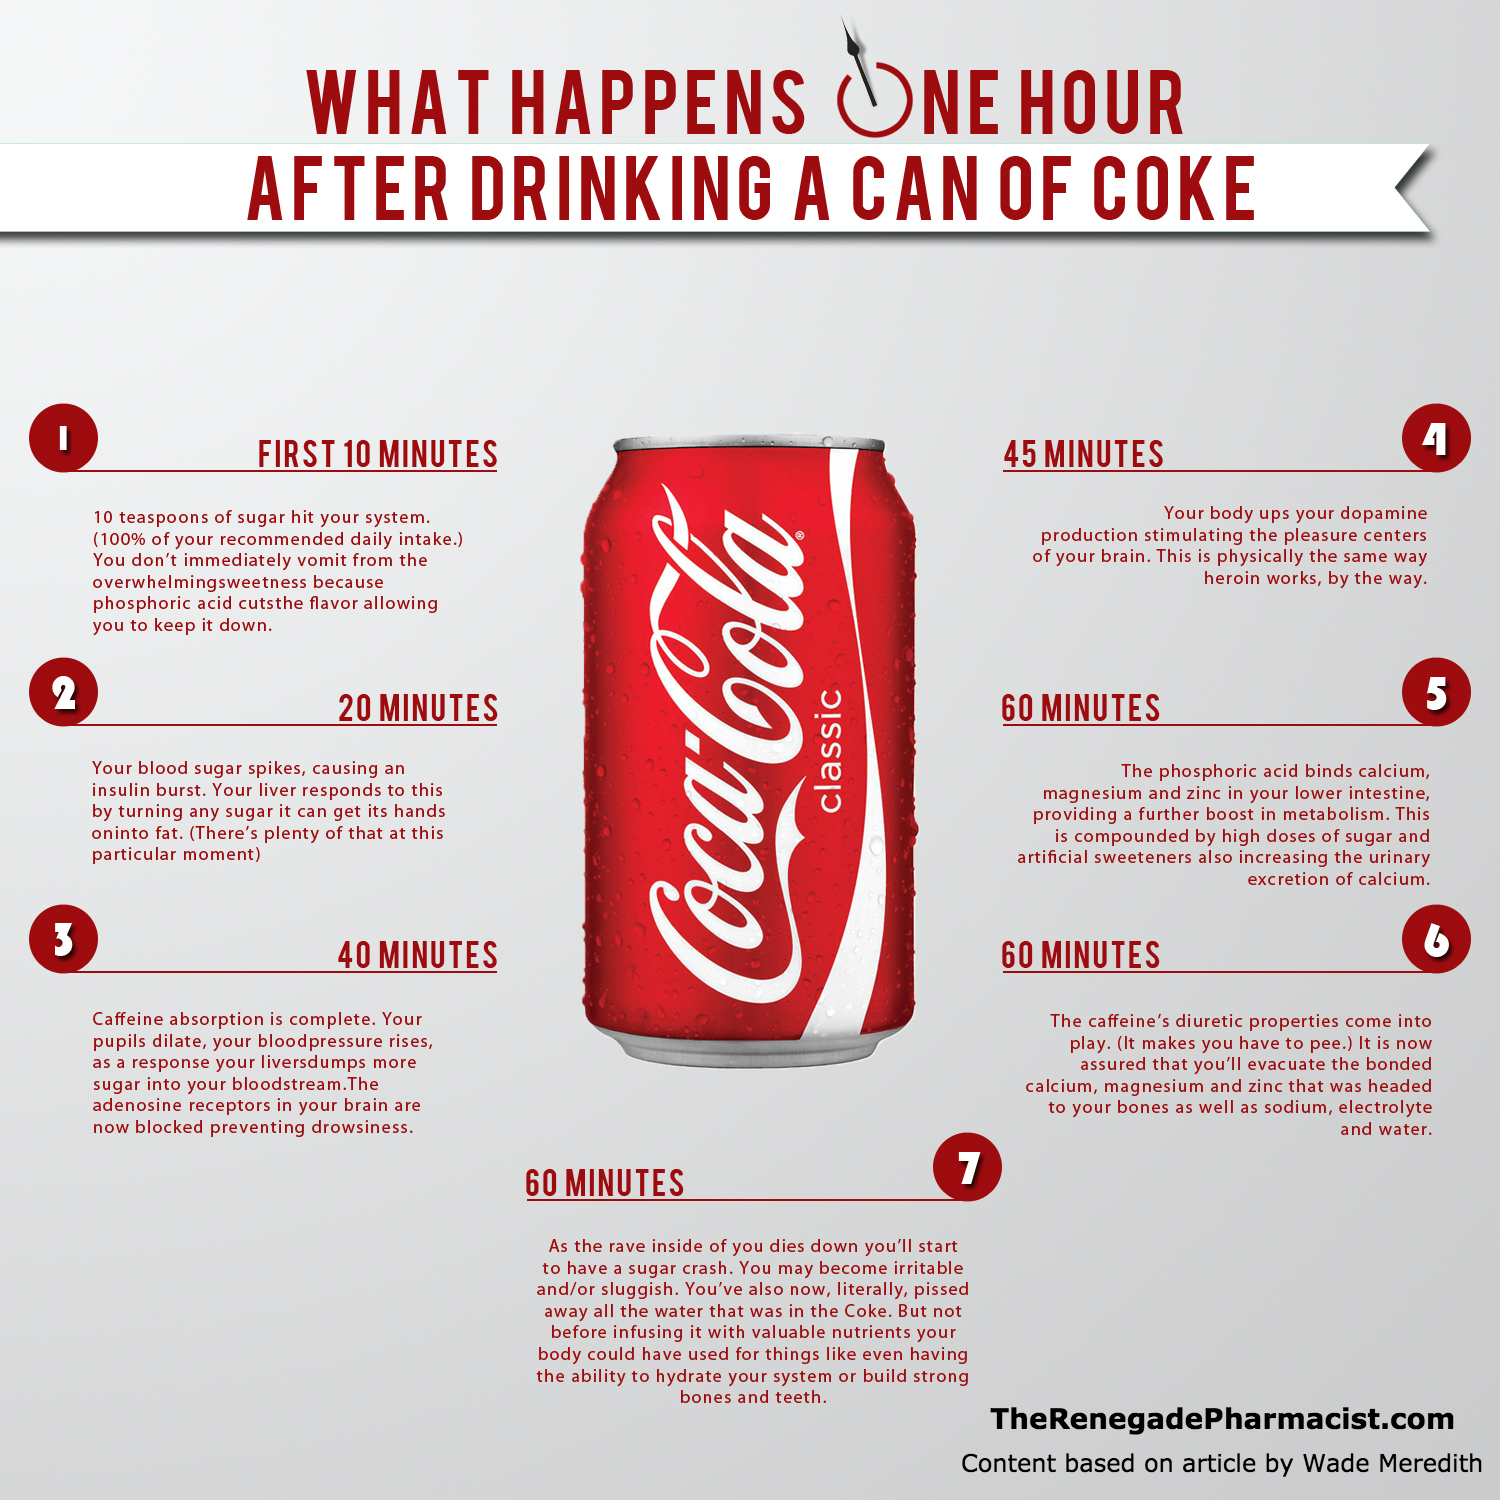 WHAT HAPPENS ONE HOUR
AFTER DRINKING A CAN OF COKE
1
FIRST 10 MINUTES
10 teaspoons of sugar hit your system.
(100% of your recommended daily intake.)
You don't immediately vomit from the
overwhelmingsweetness because
phosphoric acid cutsthe flavor allowing
you to keep it down.
2
20 MINUTES
Your blood sugar spikes, causing an
insulin burst. Your liver responds to this
by turning any sugar it can get its hands
oninto fat. (There's plenty of that at this
particular moment)
3
40 MINUTES
Caffeine absorption is complete. Your
pupils dilate, your bloodpressure rises,
as a response your liversdumps more
sugar into your bloodstream.The
adenosine receptors in your brain are
now blocked preventing drowsiness.
Coca-Cola®
classic
4
45 MINUTES
Your body ups your dopamine
production stimulating the pleasure centers
of your brain. This is physically the same way
heroin works, by the way.
5
60 MINUTES
The phosphoric acid binds calcium,
magnesium and zinc in your lower intestine,
providing a further boost in metabolism. This
is compounded by high doses of sugar and
artificial sweeteners also increasing the urinary
excretion of calcium.
6
60 MINUTES
The caffeine's diuretic properties come into
play. (It makes you have to pee.) It is now
assured that you'll evacuate the bonded
calcium, magnesium and zinc that was headed
to your bones as well as sodium, electrolyte
and water.
7
60 MINUTES
As the rave inside of you dies down you'll start
to have a sugar crash. You may become irritable
and/or sluggish. You've also now, literally, pissed
away all the water that was in the Coke. But not
before infusing it with valuable nutrients your
body could have used for things like even having
the ability to hydrate your system or build strong
bones and teeth.
TheRenegadePharmacist.com
Content based on article by Wade Meredith